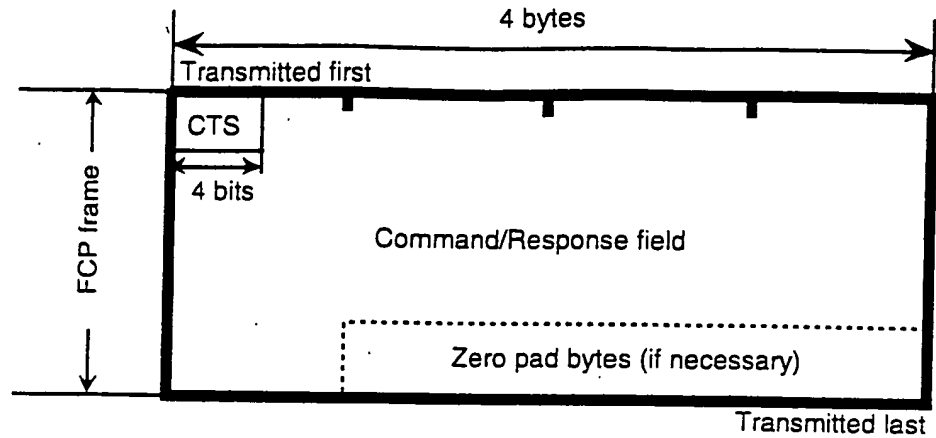 4 bytes
Transmitted first
CTS
4 bits
FCP frame
Command/Response field
Zero pad bytes (if necessary)
Transmitted last